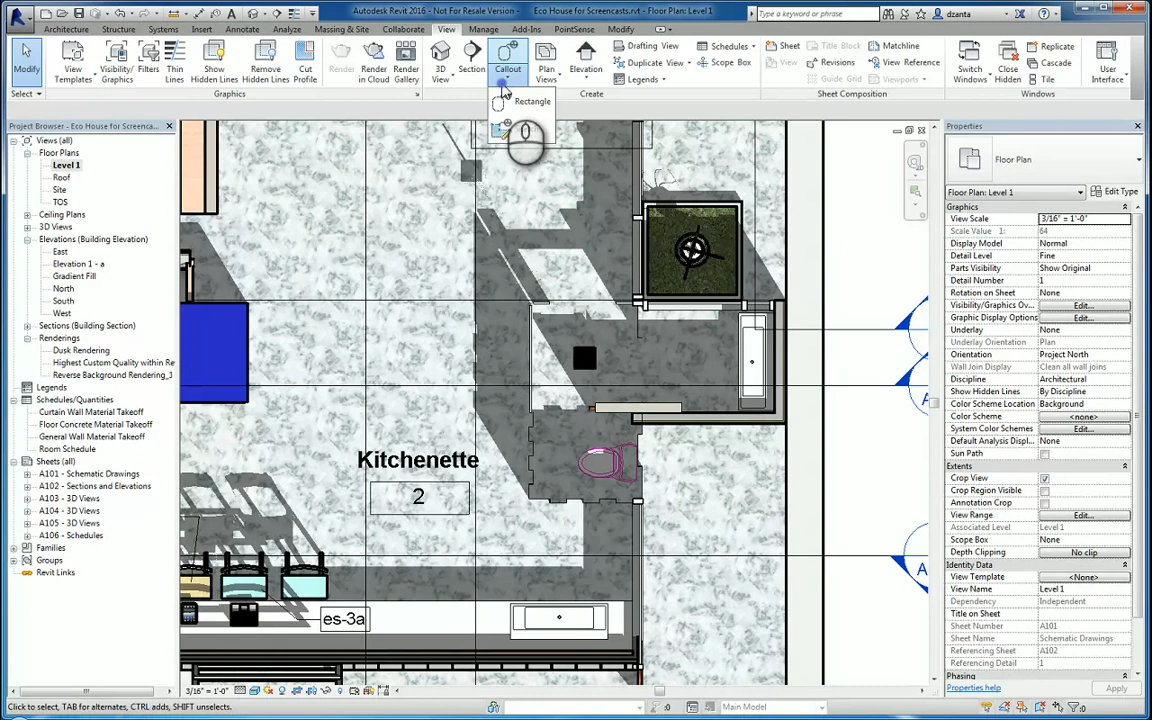 Autodesk Revit 2016 - Not For Resale Version - Eco House for Screencasts.rvt - Floor Plan: Level 1
Type a keyword or phrase
dzanta
Architecture Structure Systems Insert Annotate Analyze Massing & Site Collaborate View Manage Add-Ins PointSense Modify
Modify
View Templates
Visibility/ Graphics
Filters
Thin Lines
Show Hidden Lines
Remove Hidden Lines
Cut Profile
Render
Render in Cloud
Render Gallery
3D View
Section
Callout
Plan Views
Elevation
Drafting View
Duplicate View
Legends
Schedules
Scope Box
Sheet
View
Title Block
Revisions
Guide Grid
Matchline
View Reference
Viewports
Switch Windows
Close Hidden
Replicate
Cascade
Tile
User Interface
Select
Graphics
Create
Sheet Composition
Windows
Rectangle
Project Browser - Eco House for Screenca...
Views (all)
Floor Plans
Level 1
Roof
Site
TOS
Ceiling Plans
3D Views
Elevations (Building Elevation)
East
Elevation 1 - a
Gradient Fill
North
South
West
Sections (Building Section)
Renderings
Dusk Rendering
Highest Custom Quality within Re
Reverse Background Rendering_1
Legends
Schedules/Quantities
Curtain Wall Material Takeoff
Floor Concrete Material Takeoff
General Wall Material Takeoff
Room Schedule
Sheets (all)
A101 - Schematic Drawings
A102 - Sections and Elevations
A103 - 3D Views
A104 - 3D Views
A105 - 3D Views
A106 - Schedules
Families
Groups
Revit Links
Kitchenette
2
es-3a
A
A
Properties
Floor Plan
Floor Plan: Level 1
Edit Type
Graphics
View Scale 3/16" = 1'-0"
Scale Value 1: 64
Display Model Normal
Detail Level Fine
Parts Visibility Show Original
Detail Number 1
Rotation on Sheet None
Visibility/Graphics Ov... Edit...
Graphic Display Options Edit...
Underlay None
Underlay Orientation Plan
Orientation Project North
Wall Join Display Clean all wall joins
Discipline Architectural
Show Hidden Lines By Discipline
Color Scheme Location Background
Color Scheme <none>
System Color Schemes Edit...
Default Analysis Displ... None
Sun Path
Extents
Crop View
Crop Region Visible
Annotation Crop
View Range Edit...
Associated Level Level 1
Scope Box None
Depth Clipping No clip
Identity Data
View Template <None>
View Name Level 1
Dependency Independent
Title on Sheet
Sheet Number A101
Sheet Name Schematic Drawings
Referencing Sheet A102
Referencing Detail 1
Phasing
Properties help
Apply
3/16" = 1'-0"
Click to select, TAB for alternates, CTRL adds, SHIFT unselects.
:0
Main Model
:0